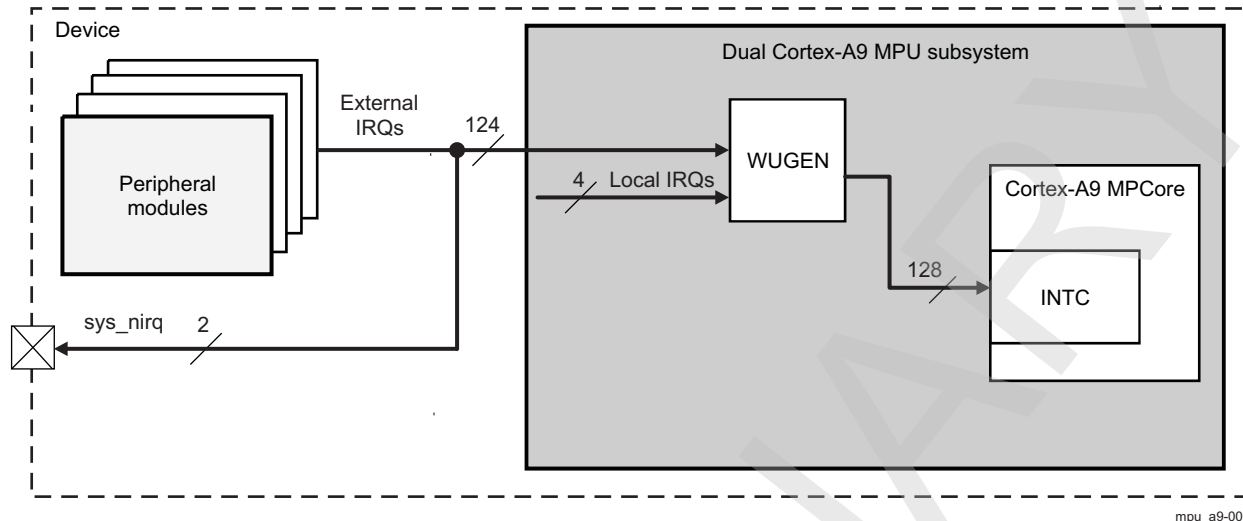 Device
Dual Cortex-A9 MPU subsystem
External
IRQs
124
WUGEN
4
Local IRQs
Peripheral
modules
Cortex-A9 MPCore
128
INTC
sys_nirq
2
mpu_a9-00